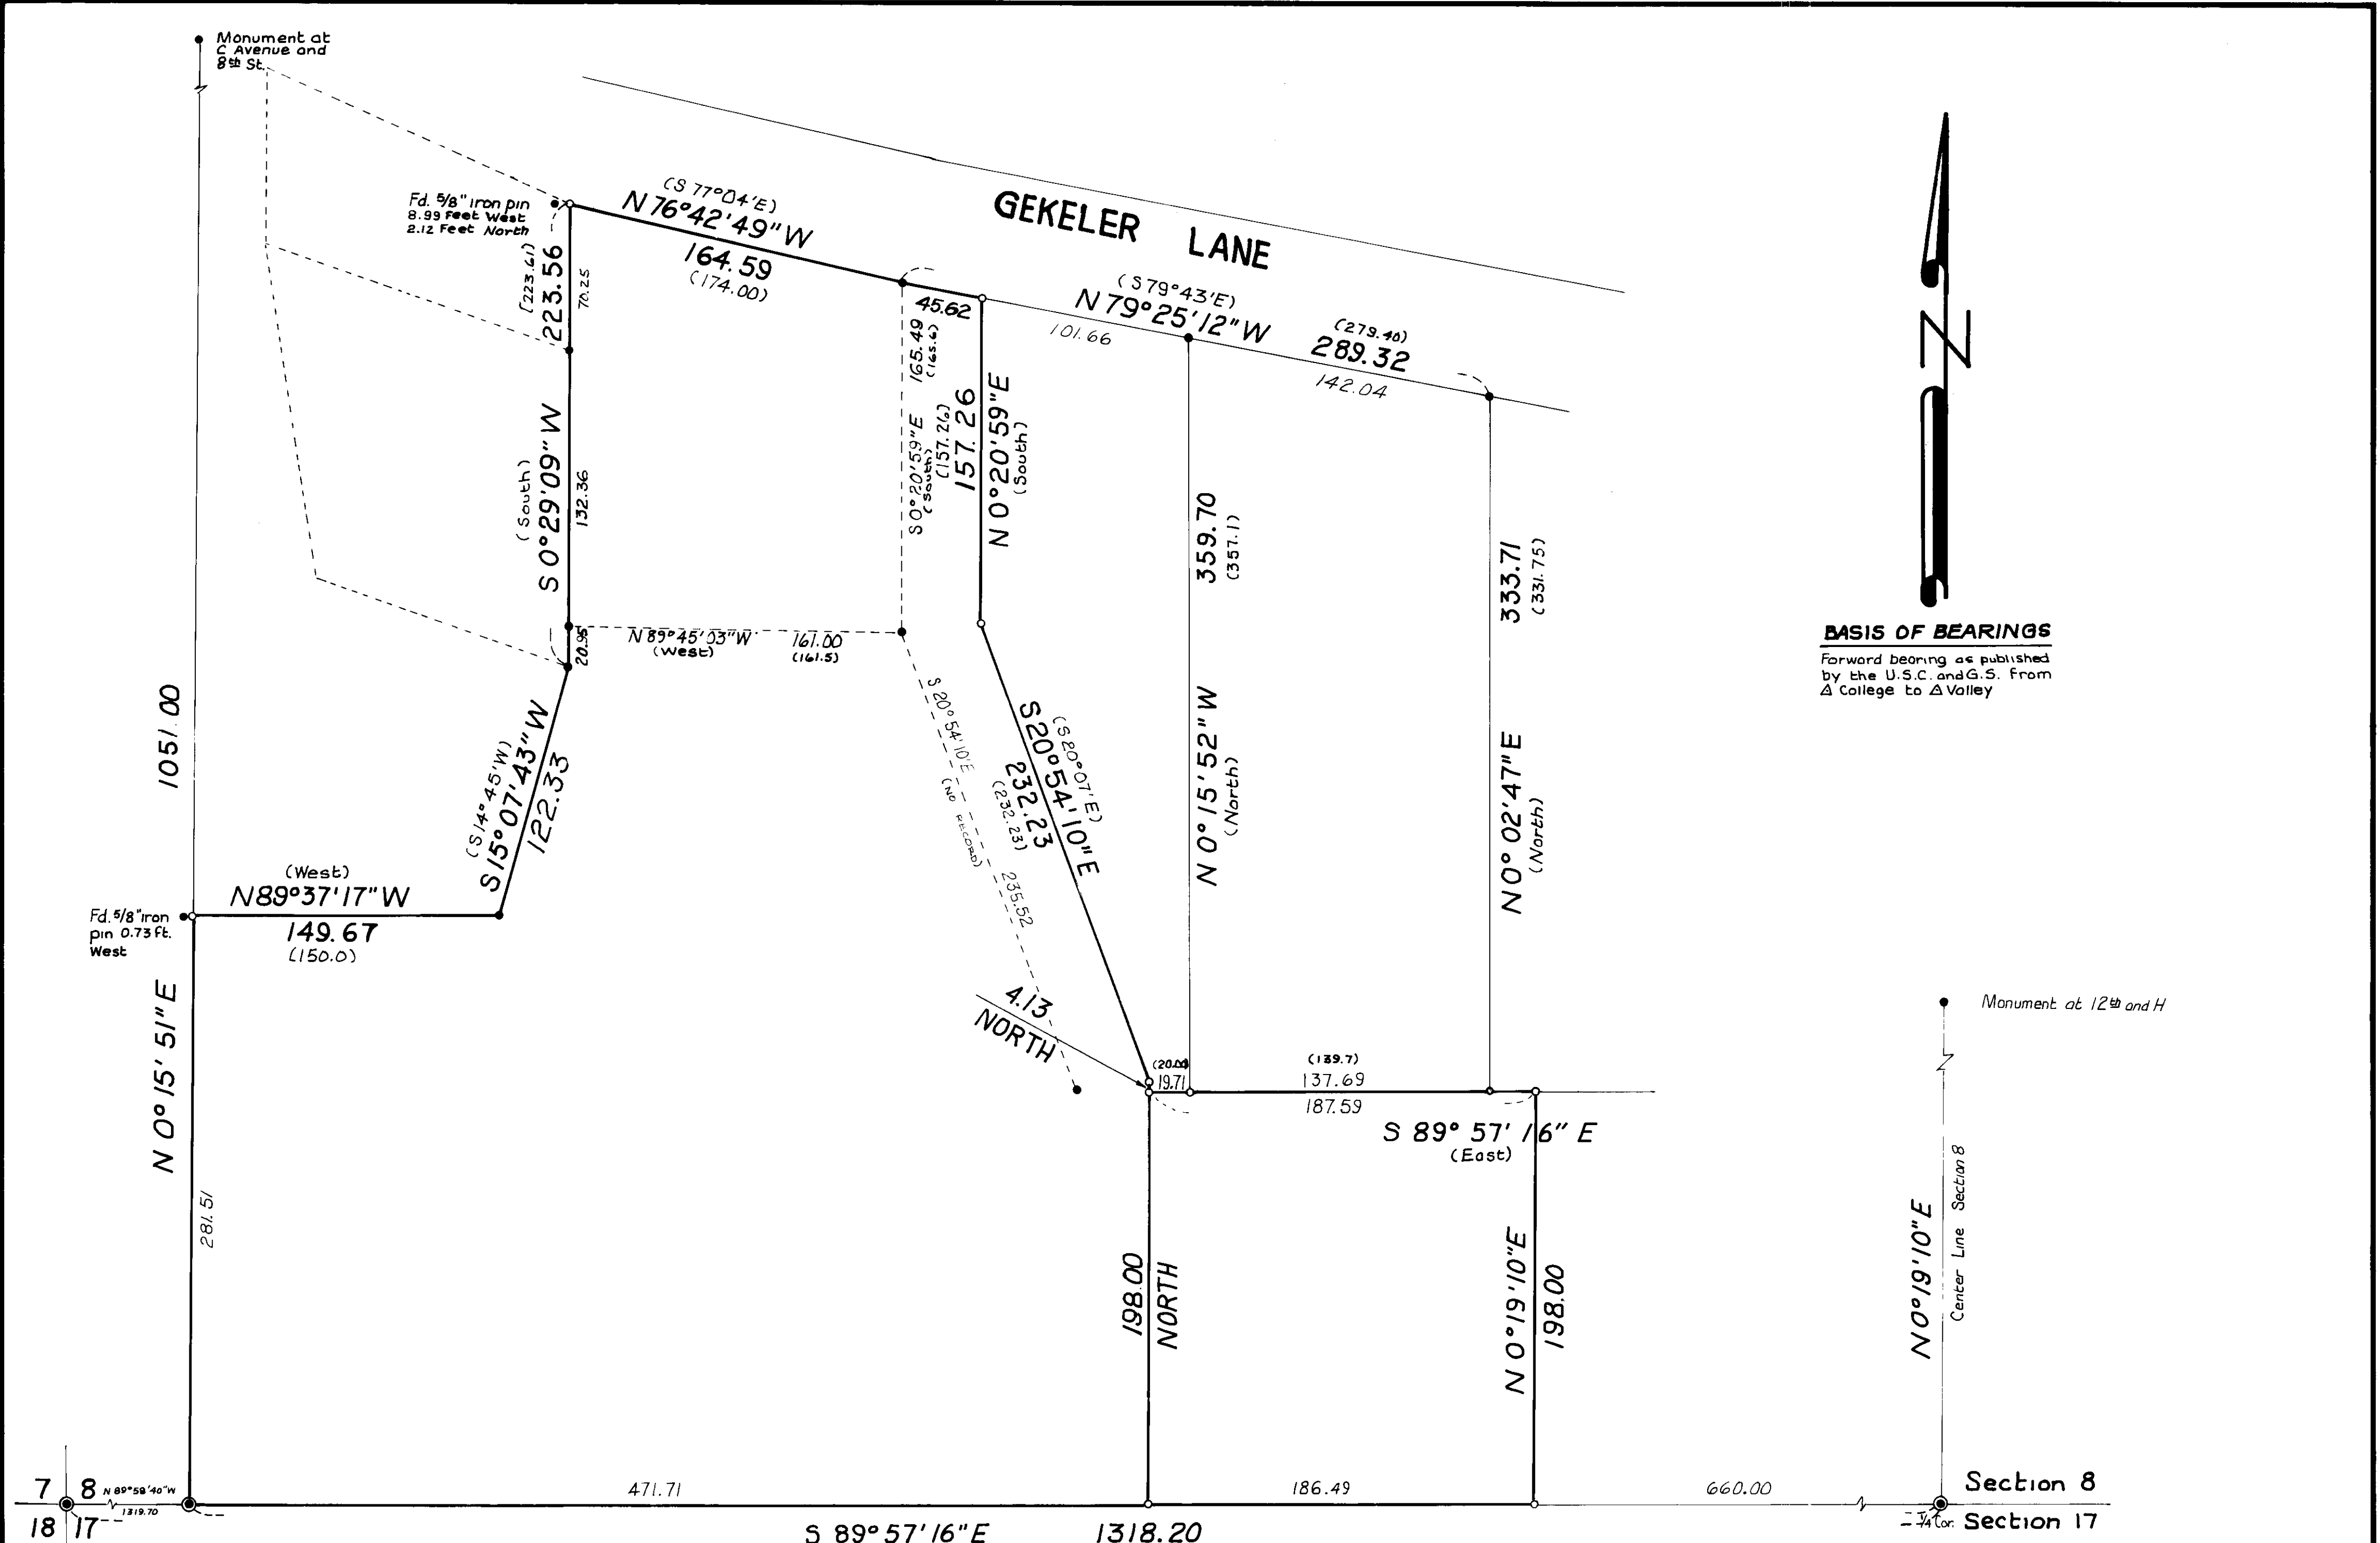 Monument at
C Avenue and
8th St.
Fd. 5/8" iron pin
8.99 Feet West
2.12 Feet North
(S 77°04'E)
N 76°42'49" W
164.59
(174.00)
GEKELER LANE
(S79°43'E)
N 79°25'12" W
(279.40)
289.32
101.66
142.04
45.62
(223.61)
223.56
70.25
(South)
S 0°29'09" W
132.36
20.95
165.49
(165.6)
S 0°20'59"E
(South)
(157.26)
157.26
N 0°20'59"E
(South)
359.70
(357.1)
N 0°15'52" W
(North)
333.71
(331.75)
N 0°02'47"E
(North)
N 89°45'03"W
(West)
161.00
(161.5)
(S 14°45'W)
S 15°07'43" W
122.33
S 20°54'10"E
(NO RECORD)
235.52
(S 20°07'E)
S 20°54'10"E
232.23
(232.23)
1051.00
N 0°15'51"E
281.51
(West)
N 89°37'17" W
149.67
(150.0)
Fd. 5/8" iron
pin 0.73 ft.
West
4.13
NORTH
(20.00)
19.71
(139.7)
137.69
187.59
S 89° 57' 16" E
(East)
198.00
NORTH
N 0°19'10"E
198.00
BASIS OF BEARINGS
Forward bearing as published
by the U.S.C. and G.S. from
△ College to △ Valley
N
Monument at 12th and H
N 0°19'10"E
Center Line Section 8
7 8
18 17
N 89°58'40"W
1319.70
471.71
186.49
660.00
S 89°57'16"E 1318.20
Section 8
1/4 Cor. Section 17